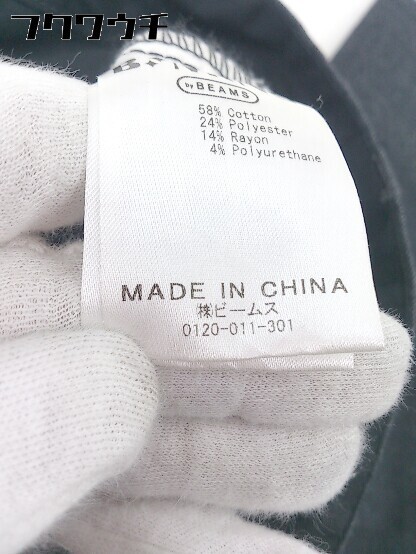 フクワウチ
by BEAMS
58% Cotton
24% Polyester
14% Rayon
4% Polyurethane
MADE IN CHINA
㈱ビームス
0120-011-301